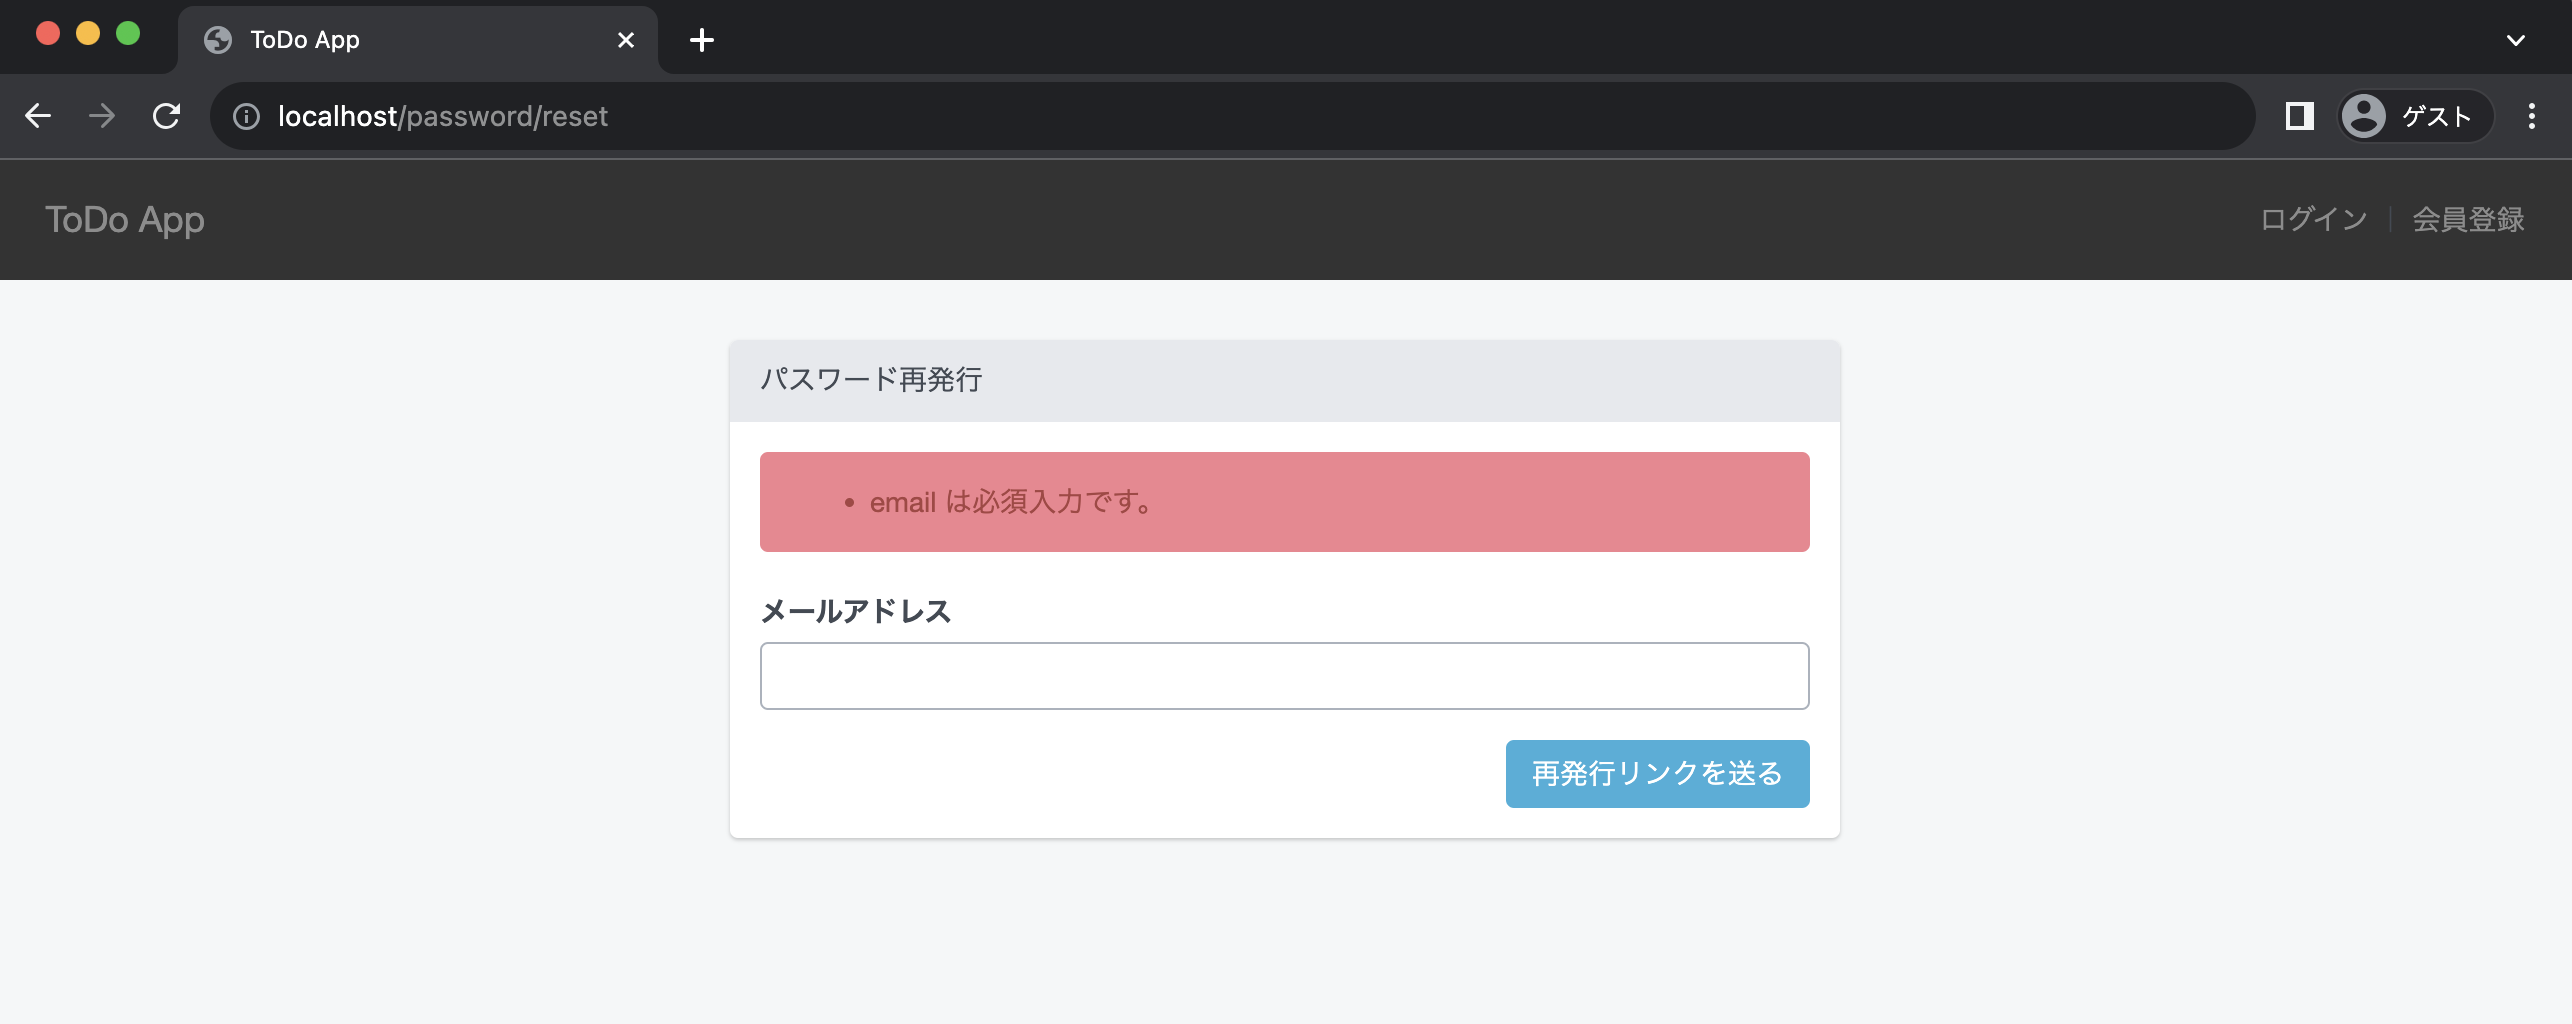 ToDo App
localhost/password/reset
ゲスト
ToDo App
ログイン | 会員登録
パスワード再発行
• email は必須入力です。
メールアドレス
再発行リンクを送る